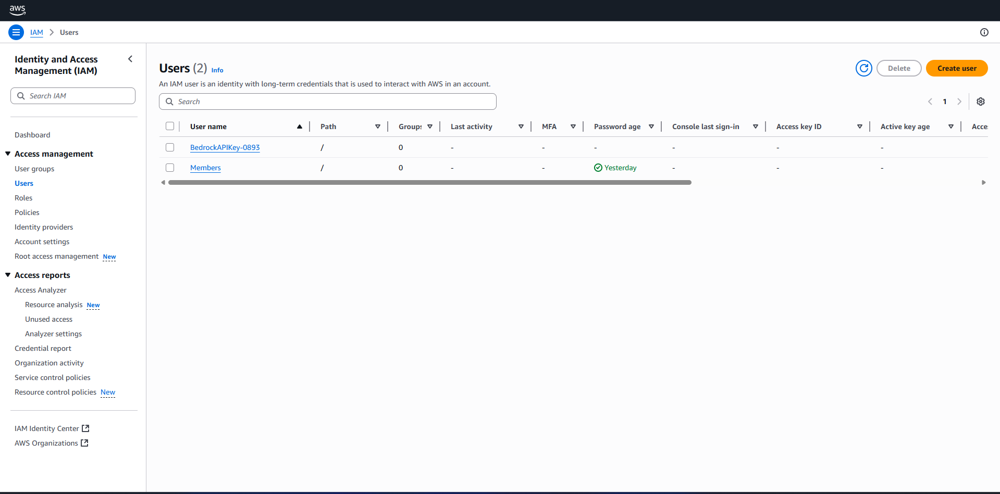 aws
IAM > Users
Identity and Access
Management (IAM)
Search IAM
Dashboard
Access management
User groups
Users
Roles
Policies
Identity providers
Account settings
Root access management New
Access reports
Access Analyzer
Resource analysis New
Unused access
Analyzer settings
Credential report
Organization activity
Service control policies
Resource control policies New
IAM Identity Center
AWS Organizations
Users (2) Info
Delete
Create user
An IAM user is an identity with long-term credentials that is used to interact with AWS in an account.
Search
1
User name Path Groups Last activity MFA Password age Console last sign-in Access key ID Active key age Acce
BedrockAPIKey-0893 / 0 - - - - - -
Members / 0 - - Yesterday - - -